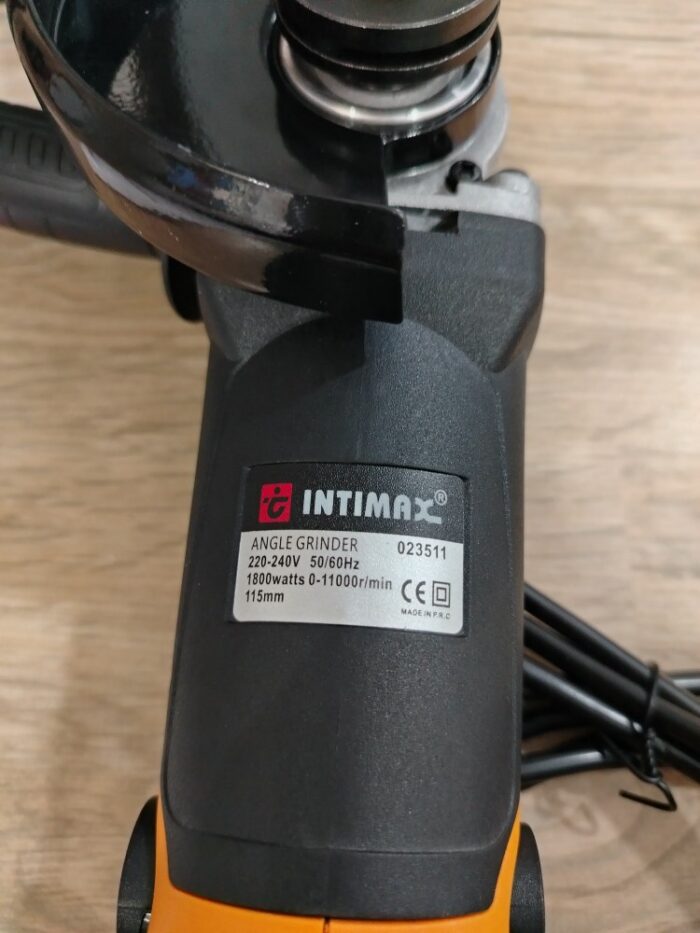 INTIMAX®
ANGLE GRINDER 023511
220-240V 50/60Hz
1800watts 0-11000r/min
115mm
CE
MADE IN P.R.C